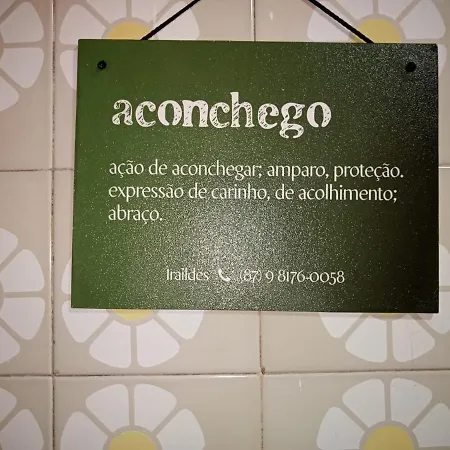 aconchego
ação de aconchegar; amparo, proteção.
expressão de carinho, de acolhimento;
abraço.
Iraildes (87) 9 8176-0058